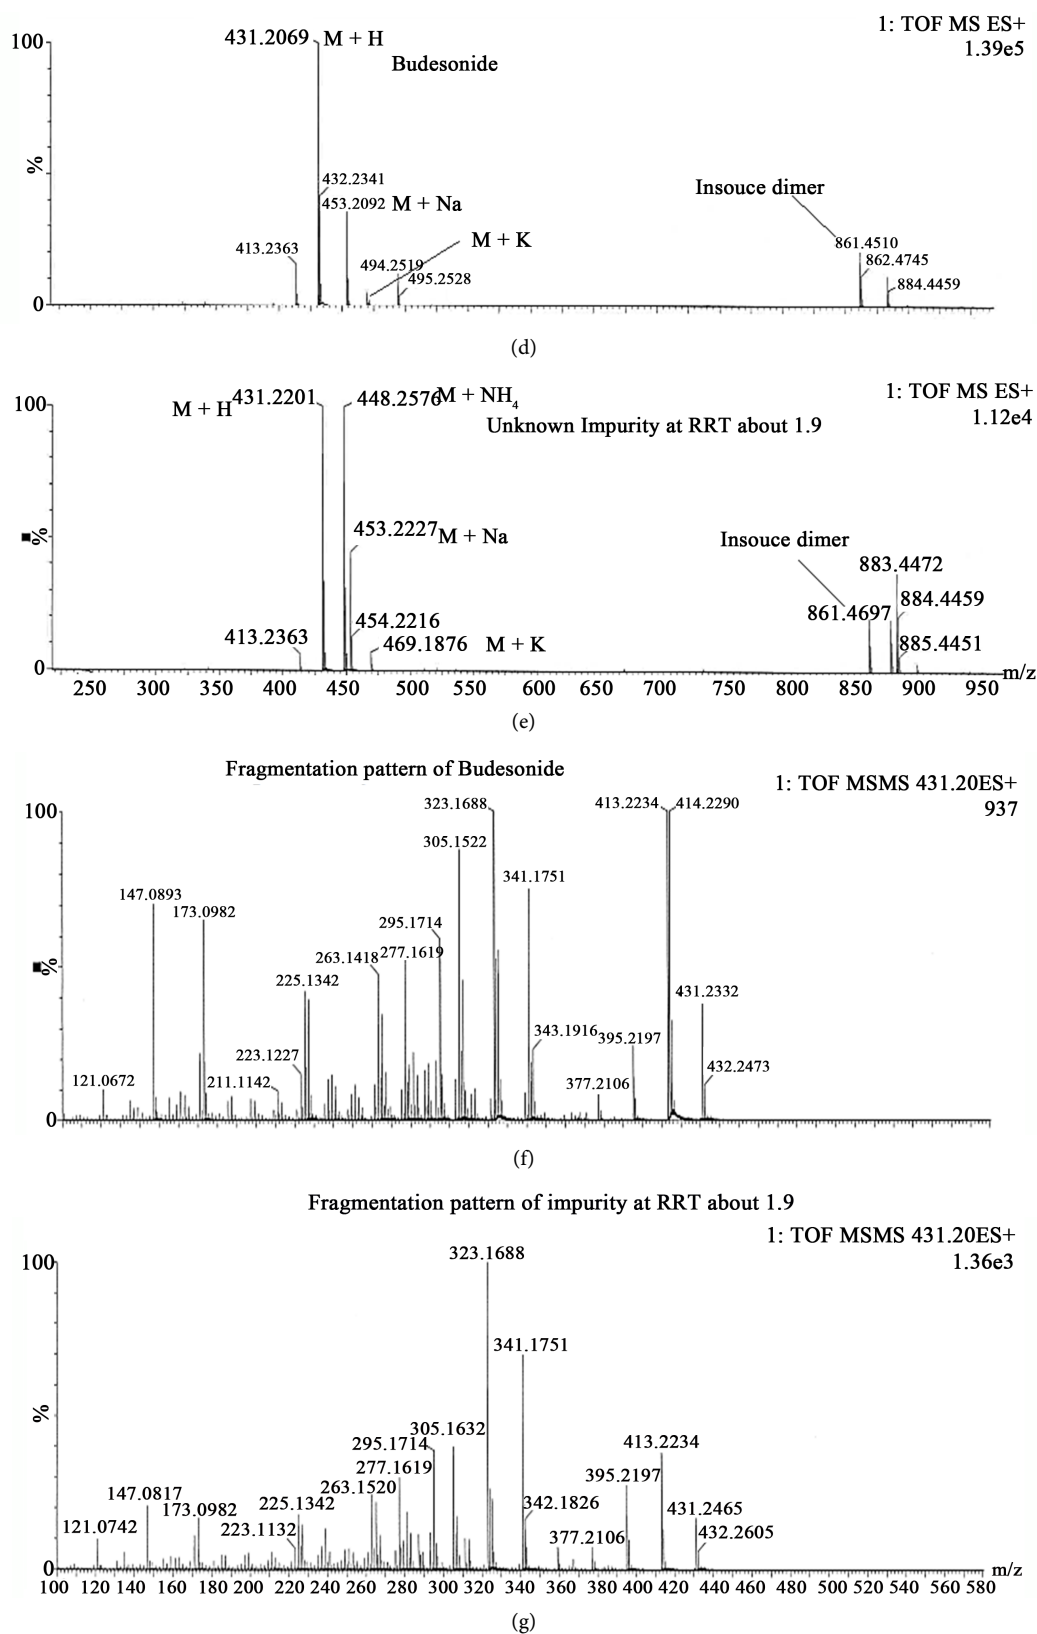 1: TOF MS ES+
1.39e5
100
431.2069
M + H
Budesonide
%
432.2341
453.2092
M + Na
Insouce dimer
M + K
413.2363
494.2519
495.2528
861.4510
862.4745
884.4459
0
(d)
1: TOF MS ES+
1.12e4
100
M + H
431.2201
448.2576
M + NH4
Unknown Impurity at RRT about 1.9
%
453.2227
M + Na
Insouce dimer
883.4472
884.4459
861.4697
454.2216
413.2363
469.1876
M + K
885.4451
0
250 300 350 400 450 500 550 600 650 700 750 800 850 900 950
m/z
(e)
Fragmentation pattern of Budesonide
1: TOF MSMS 431.20ES+
937
100
323.1688
413.2234
414.2290
305.1522
341.1751
147.0893
173.0982
295.1714
263.1418
277.1619
%
225.1342
431.2332
343.1916
395.2197
223.1227
432.2473
121.0672
211.1142
377.2106
0
(f)
Fragmentation pattern of impurity at RRT about 1.9
1: TOF MSMS 431.20ES+
1.36e3
100
323.1688
341.1751
%
305.1632
295.1714
413.2234
277.1619
395.2197
263.1520
147.0817
173.0982
225.1342
342.1826
431.2465
121.0742
223.1132
377.2106
432.2605
0
100 120 140 160 180 200 220 240 260 280 300 320 340 360 380 400 420 440 460 480 500 520 540 560 580
m/z
(g)